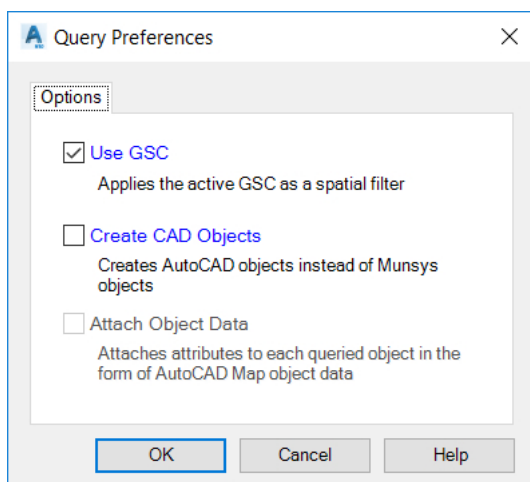 Query Preferences
Options
Use GSC
Applies the active GSC as a spatial filter
Create CAD Objects
Creates AutoCAD objects instead of Munsys
objects
Attach Object Data
Attaches attributes to each queried object in the
form of AutoCAD Map object data
OK Cancel Help